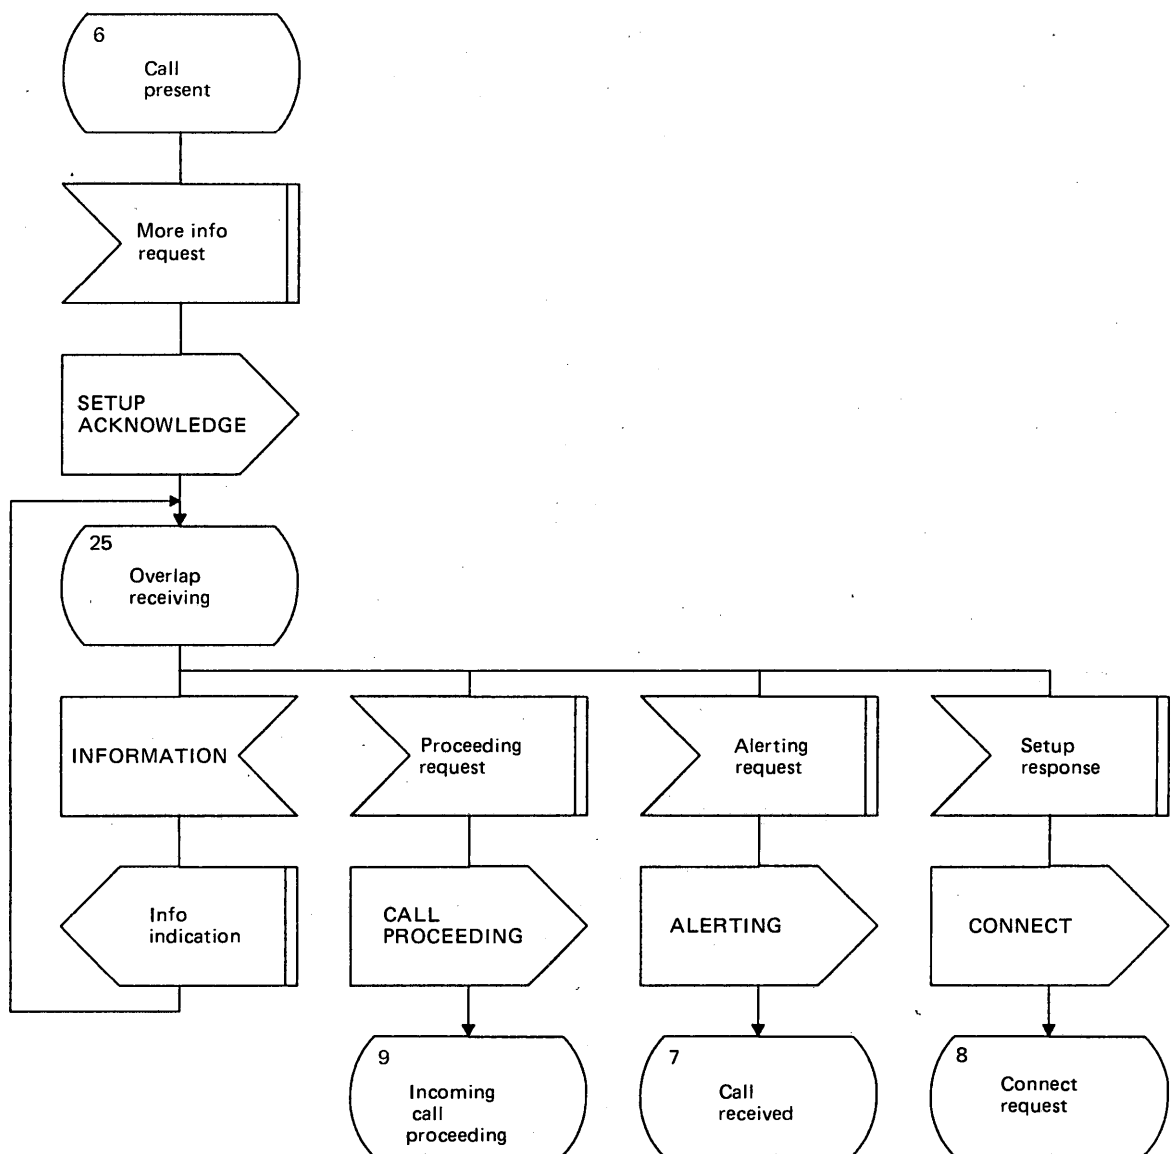 6
Call
present
More info
request
SETUP
ACKNOWLEDGE
25
Overlap
receiving
INFORMATION
Proceeding
request
Alerting
request
Setup
response
Info
indication
CALL
PROCEEDING
ALERTING
CONNECT
9
Incoming
call
proceeding
7
Call
received
8
Connect
request